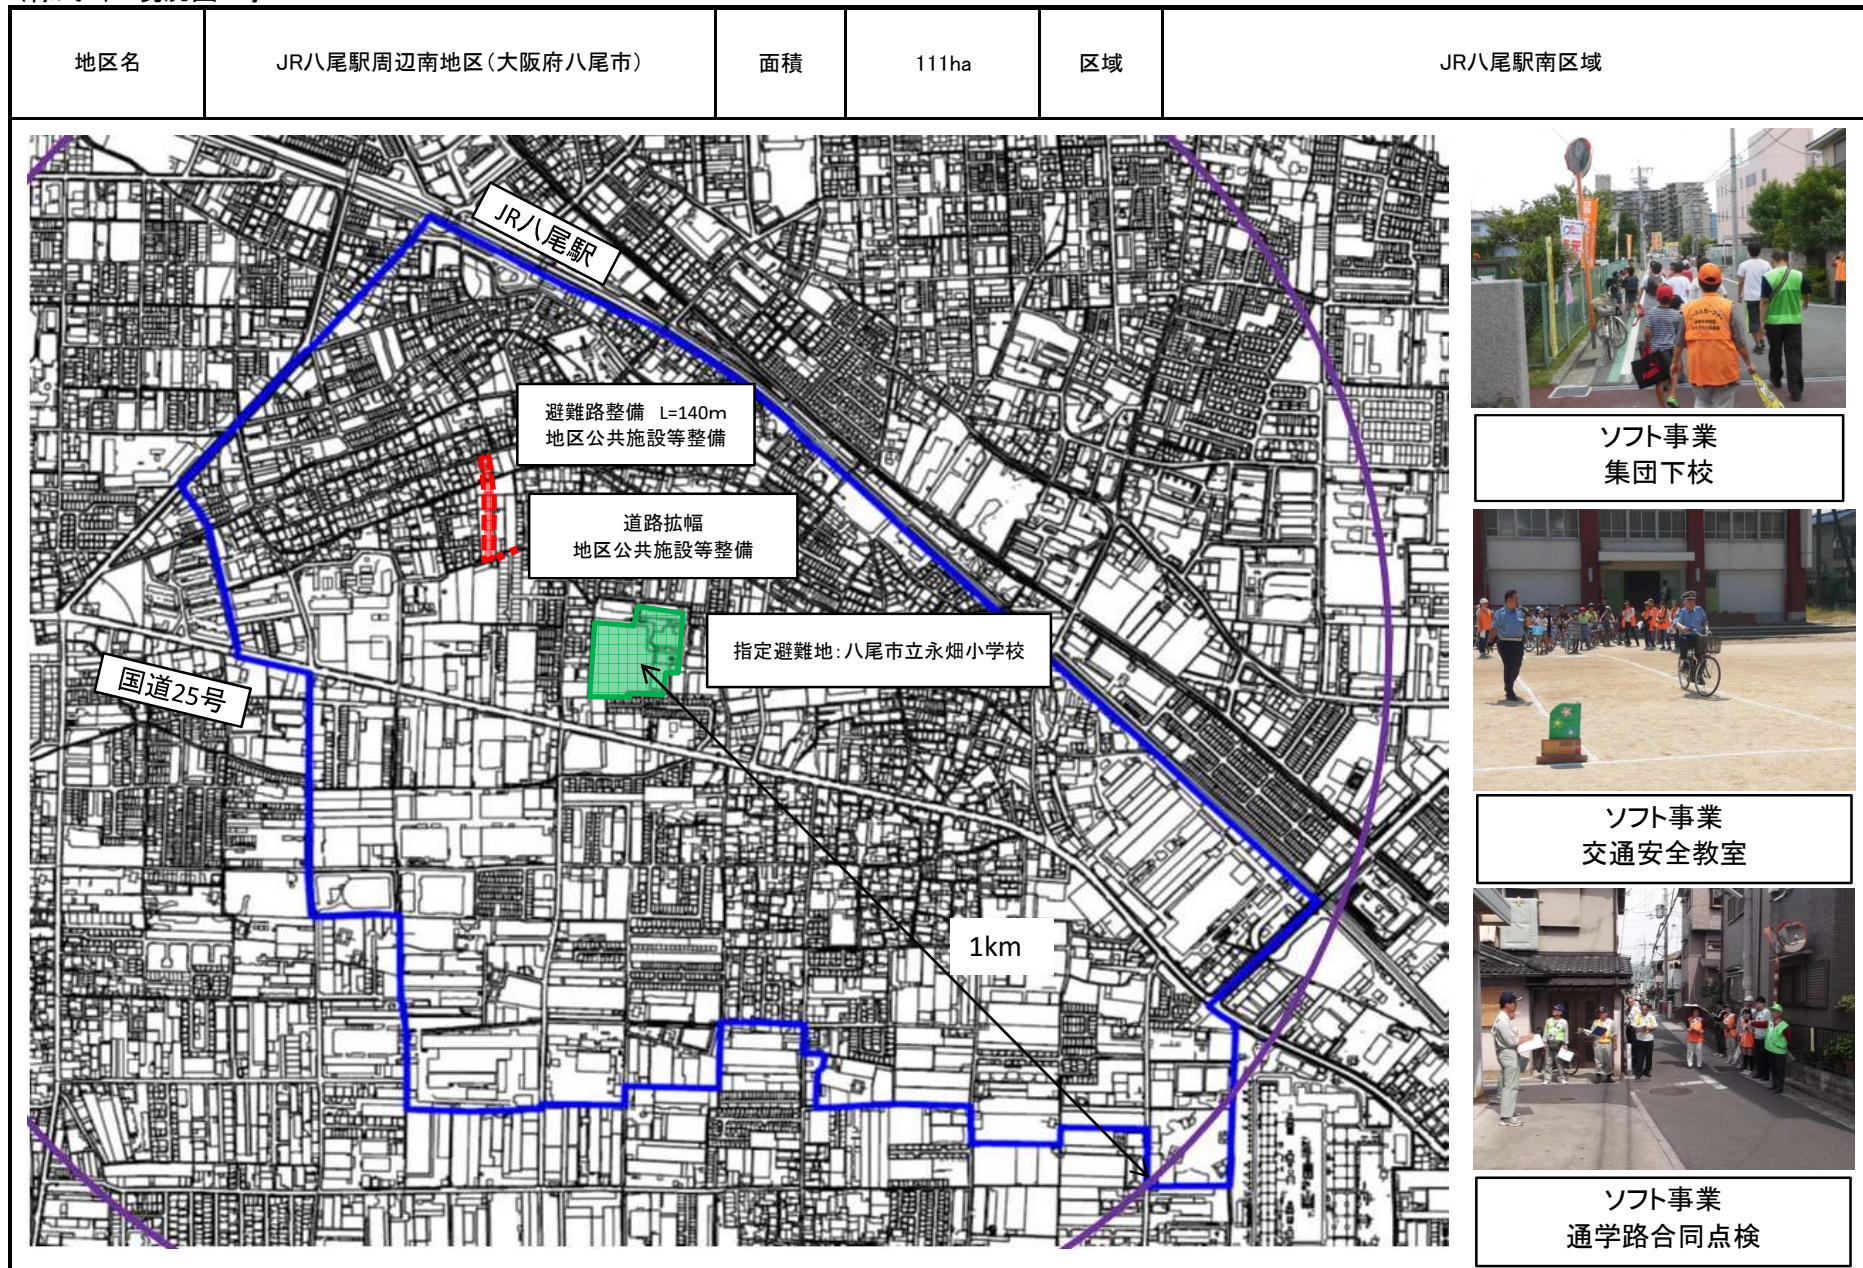 地区名
JR八尾駅周辺南地区(大阪府八尾市)
面積
111ha
区域
JR八尾駅南区域
JR八尾駅
避難路整備 L=140m
地区公共施設等整備
道路拡幅
地区公共施設等整備
指定避難地:八尾市立永畑小学校
国道25号
1km
ソフト事業
集団下校
ソフト事業
交通安全教室
ソフト事業
通学路合同点検